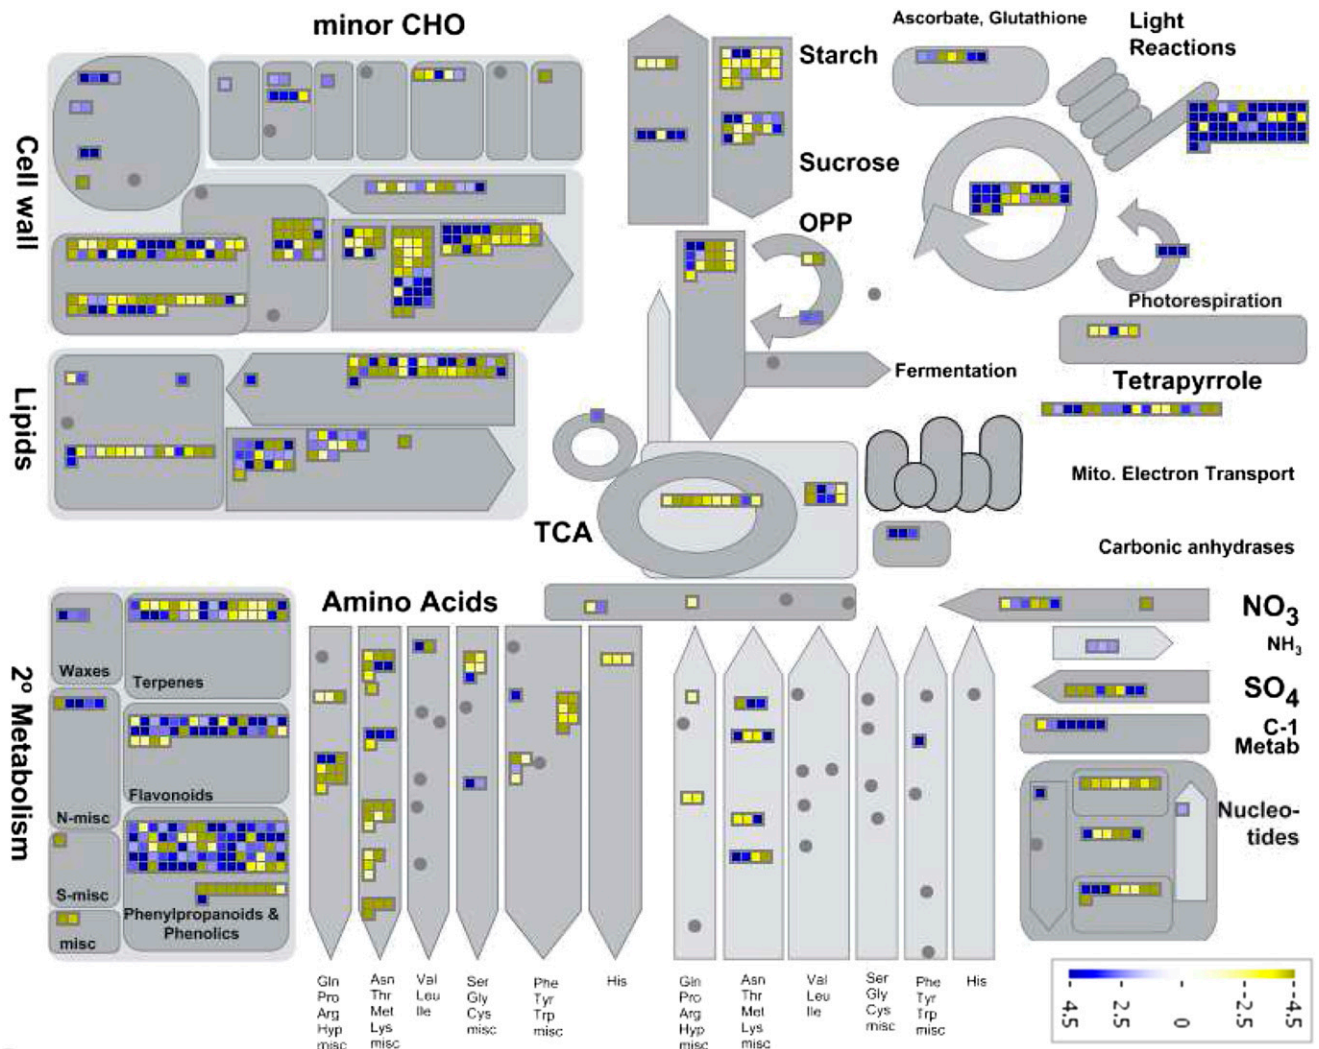 minor CHO
Ascorbate, Glutathione
Light
Reactions
Starch
Sucrose
Cell wall
OPP
Photorespiration
Fermentation
Tetrapyrrole
Lipids
Mito. Electron Transport
TCA
Carbonic anhydrases
Amino Acids
NO3
NH3
SO4
C-1
Metab
Nucleo-
tides
2º Metabolism
Waxes
Terpenes
N-misc
Flavonoids
S-misc
Phenylpropanoids &
Phenolics
misc
Gln
Pro
Arg
Hyp
misc
Asn
Thr
Met
Lys
misc
Val
Leu
Ile
Ser
Gly
Cys
misc
Phe
Tyr
Trp
misc
His
Gln
Pro
Arg
Hyp
misc
Asn
Thr
Met
Lys
misc
Val
Leu
Ile
Ser
Gly
Cys
misc
Phe
Tyr
Trp
misc
His
4.5
2.5
0
-2.5
-4.5